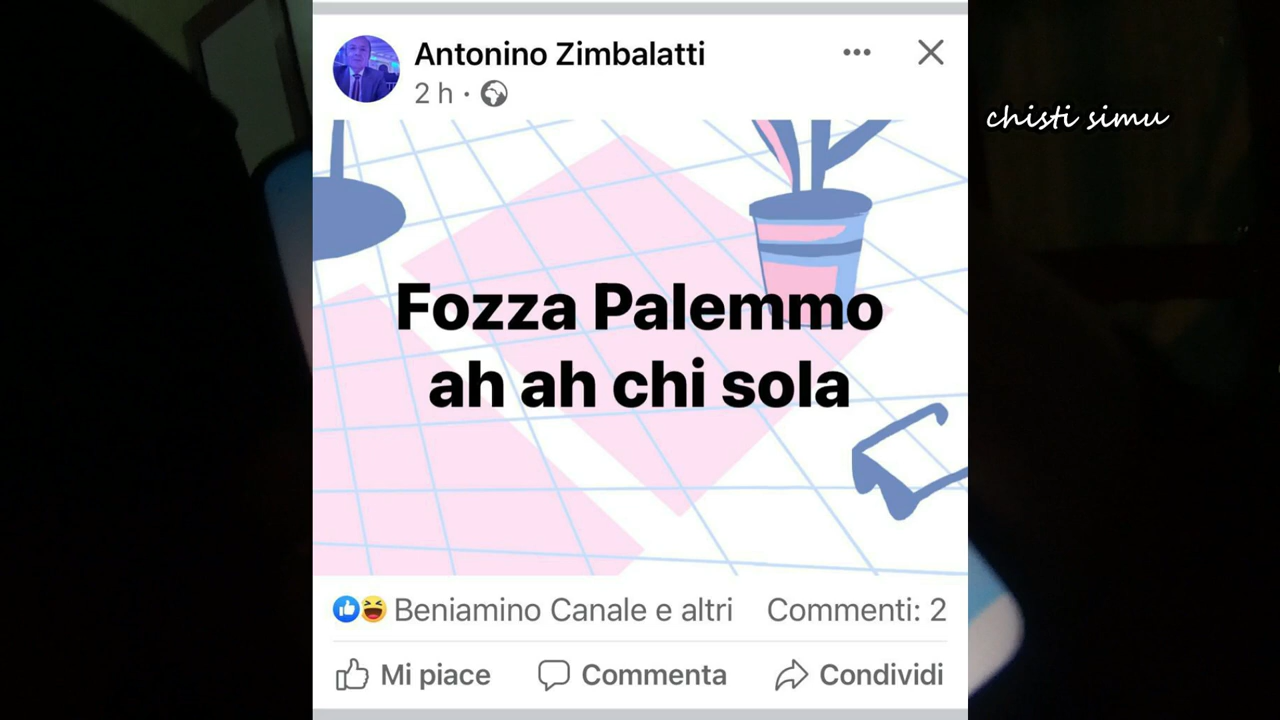 Antonino Zimbalatti
2 h ·
chisti simu
Fozza Palemmo
ah ah chi sola
Beniamino Canale e altri Commenti: 2
Mi piace Commenta Condividi